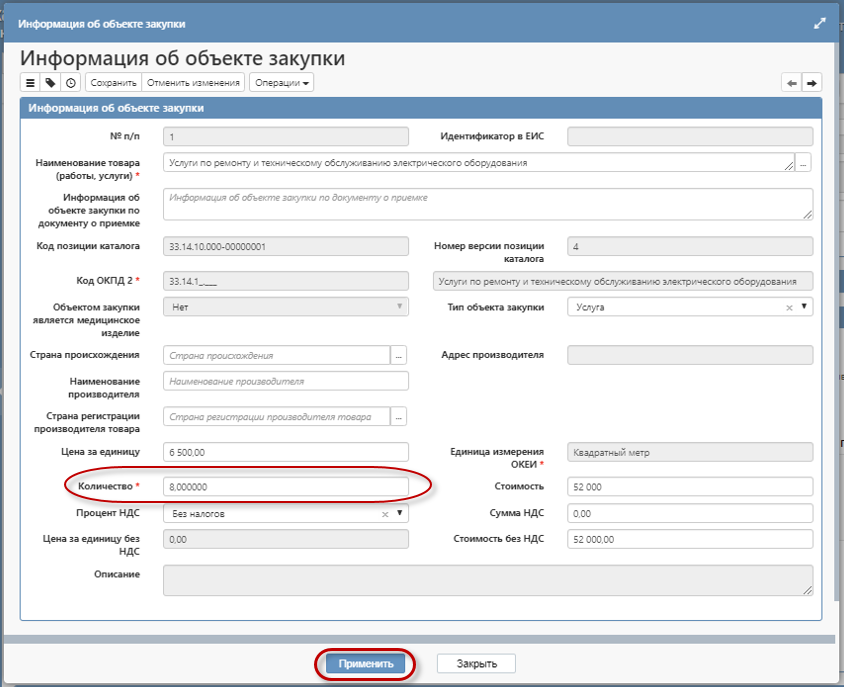 Информация об объекте закупки
Информация об объекте закупки
Сохранить Отменить изменения Операции
Информация об объекте закупки
№ п/п 1 Идентификатор в ЕИС
Наименование товара (работы, услуги) * Услуги по ремонту и техническому обслуживанию электрического оборудования ...
Информация об объекте закупки по документу о приемке Информация об объекте закупки по документу о приемке
Код позиции каталога 33.14.10.000-00000001 Номер версии позиции каталога 4
Код ОКПД 2 * 33.14.1_.___ Услуги по ремонту и техническому обслуживанию электрического оборудования
Объектом закупки является медицинское изделие Нет Тип объекта закупки Услуга ×
Страна происхождения Страна происхождения ... Адрес производителя
Наименование производителя Наименование производителя
Страна регистрации производителя товара Страна регистрации производителя товара ...
Цена за единицу 6 500,00 Единица измерения ОКЕИ * Квадратный метр
Количество * 8,000000 Стоимость 52 000
Процент НДС Без налогов × Сумма НДС 0,00
Цена за единицу без НДС 0,00 Стоимость без НДС 52 000,00
Описание
Применить Закрыть